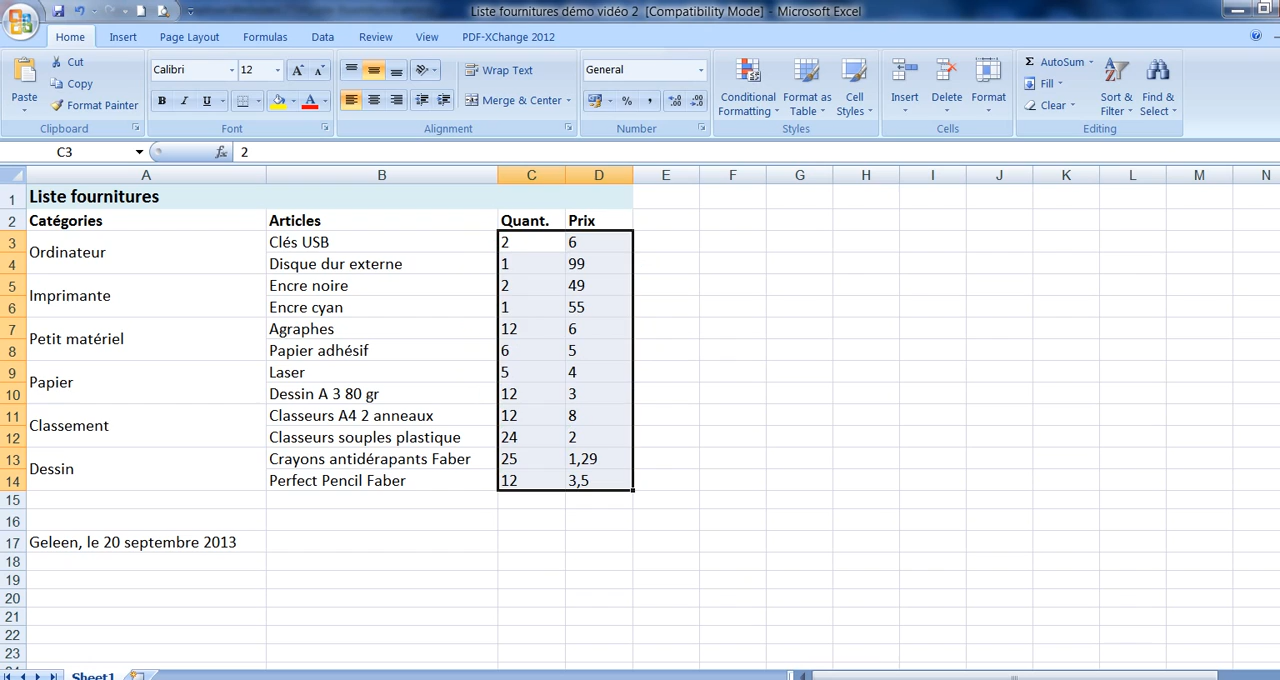 Liste fournitures démo vidéo 2 [Compatibility Mode] - Microsoft Excel
Home Insert Page Layout Formulas Data Review View PDF-XChange 2012
Paste Cut Copy Format Painter Clipboard
Calibri 12 B I U A Font
Wrap Text Merge & Center Alignment
General % , Number
Conditional Formatting Format as Table Cell Styles Styles
Insert Delete Format Cells
Σ AutoSum Fill Clear Sort & Filter Find & Select Editing
C3 fx 2
A B C D E F G H I J K L M N
1 Liste fournitures
2 Catégories Articles Quant. Prix
3 Ordinateur Clés USB 2 6
4 Disque dur externe 1 99
5 Imprimante Encre noire 2 49
6 Encre cyan 1 55
7 Petit matériel Agraphes 12 6
8 Papier adhésif 6 5
9 Papier Laser 5 4
10 Dessin A 3 80 gr 12 3
11 Classement Classeurs A4 2 anneaux 12 8
12 Classeurs souples plastique 24 2
13 Dessin Crayons antidérapants Faber 25 1,29
14 Perfect Pencil Faber 12 3,5
15
16
17 Geleen, le 20 septembre 2013
18
19
20
21
22
23
Sheet1